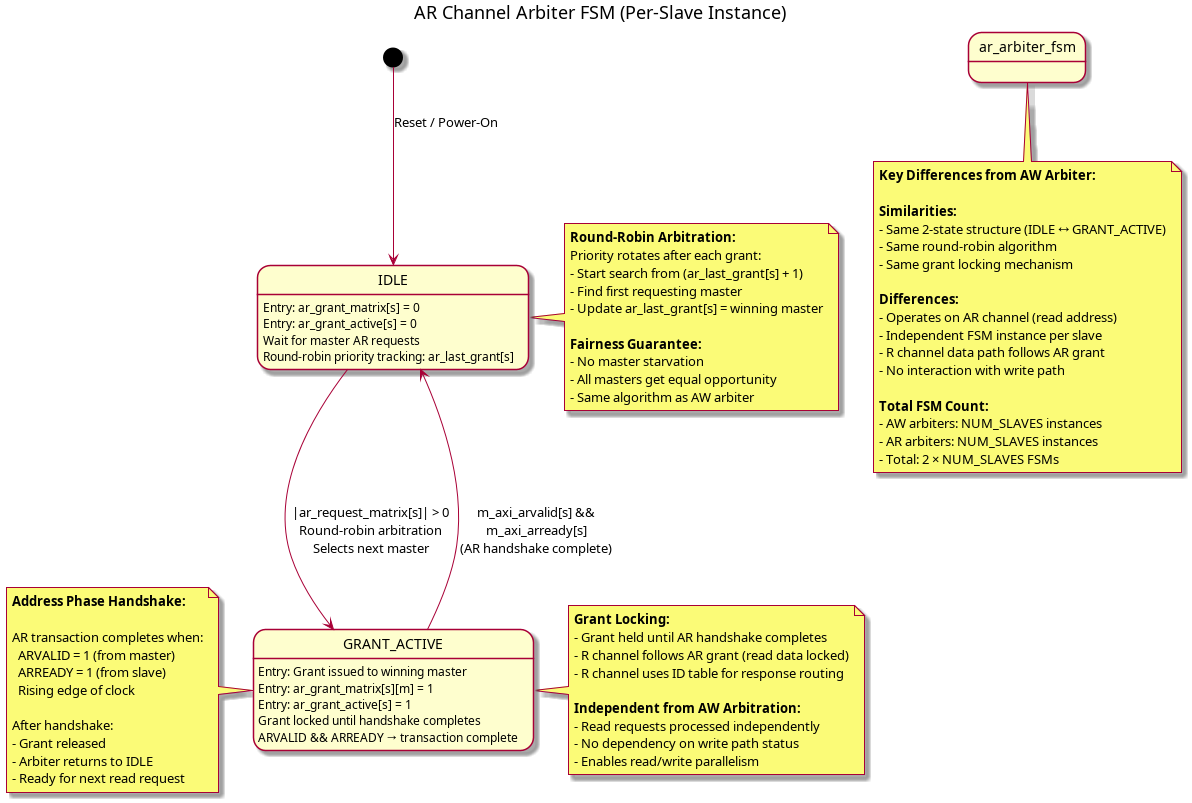 AR Channel Arbiter FSM (Per-Slave Instance)
ar_arbiter_fsm
Reset / Power-On
Key Differences from AW Arbiter:
Similarities:
- Same 2-state structure (IDLE ↔ GRANT_ACTIVE)
- Same round-robin algorithm
- Same grant locking mechanism
Differences:
- Operates on AR channel (read address)
- Independent FSM instance per slave
- R channel data path follows AR grant
- No interaction with write path
Total FSM Count:
- AW arbiters: NUM_SLAVES instances
- AR arbiters: NUM_SLAVES instances
- Total: 2 × NUM_SLAVES FSMs
IDLE
Entry: ar_grant_matrix[s] = 0
Entry: ar_grant_active[s] = 0
Wait for master AR requests
Round-robin priority tracking: ar_last_grant[s]
Round-Robin Arbitration:
Priority rotates after each grant:
- Start search from (ar_last_grant[s] + 1)
- Find first requesting master
- Update ar_last_grant[s] = winning master
Fairness Guarantee:
- No master starvation
- All masters get equal opportunity
- Same algorithm as AW arbiter
|ar_request_matrix[s]| > 0
Round-robin arbitration
Selects next master
m_axi_arvalid[s] &&
m_axi_arready[s]
(AR handshake complete)
Address Phase Handshake:
AR transaction completes when:
ARVALID = 1 (from master)
ARREADY = 1 (from slave)
Rising edge of clock
After handshake:
- Grant released
- Arbiter returns to IDLE
- Ready for next read request
GRANT_ACTIVE
Entry: Grant issued to winning master
Entry: ar_grant_matrix[s][m] = 1
Entry: ar_grant_active[s] = 1
Grant locked until handshake completes
ARVALID && ARREADY → transaction complete
Grant Locking:
- Grant held until AR handshake completes
- R channel follows AR grant (read data locked)
- R channel uses ID table for response routing
Independent from AW Arbitration:
- Read requests processed independently
- No dependency on write path status
- Enables read/write parallelism